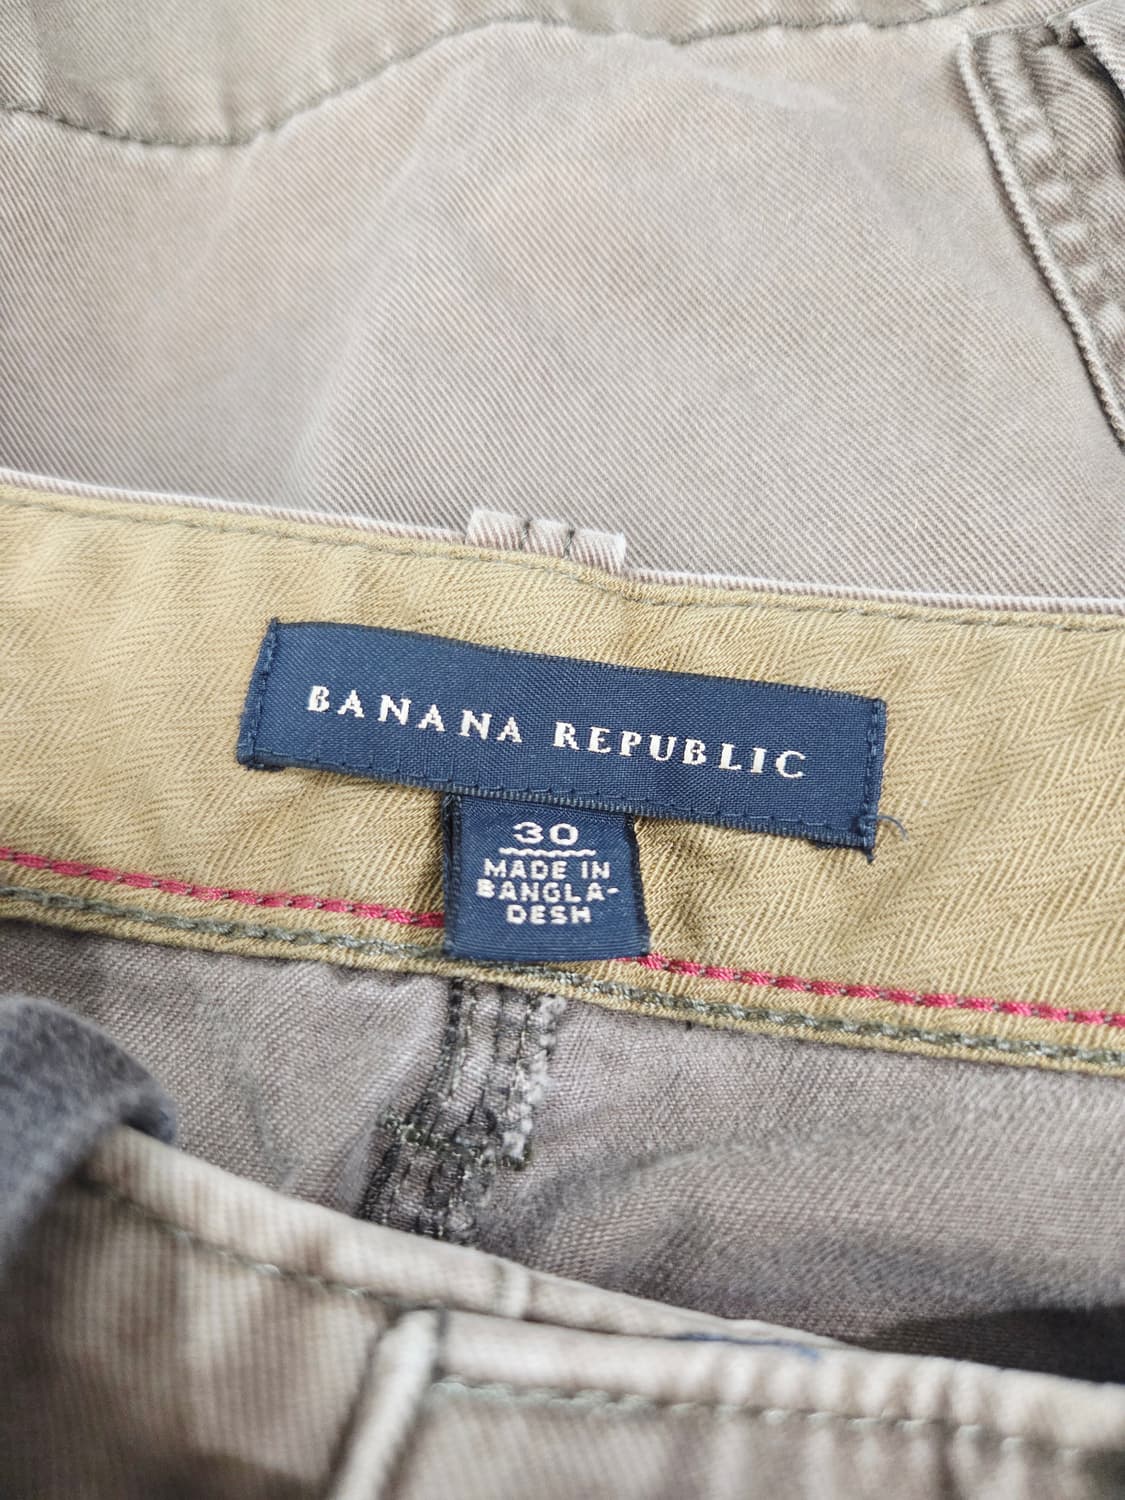 BANANA REPUBLIC
30
MADE IN
BANGLA-
DESH